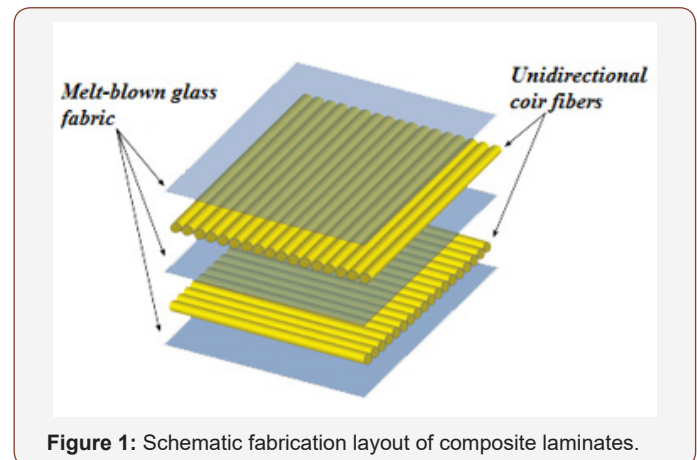 Melt-blown glass
fabric
Unidirectional
coir fibers
Figure 1: Schematic fabrication layout of composite laminates.